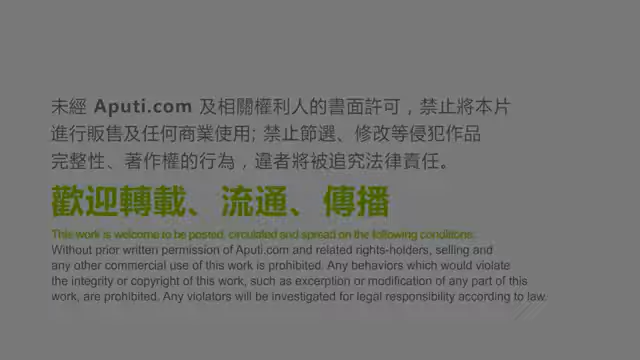 未經 Aputi.com 及相關權利人的書面許可，禁止將本片
進行販售及任何商業使用; 禁止節選、修改等侵犯作品
完整性、著作權的行為，違者將被追究法律責任。
歡迎轉載、流通、傳播
This work is welcome to be posted, circulated and spread on the following conditions:
Without prior written permission of Aputi.com and related rights-holders, selling and
any other commercial use of this work is prohibited. Any behaviors which would violate
the integrity or copyright of this work, such as excerption or modification of any part of this
work, are prohibited. Any violators will be investigated for legal responsibility according to law.